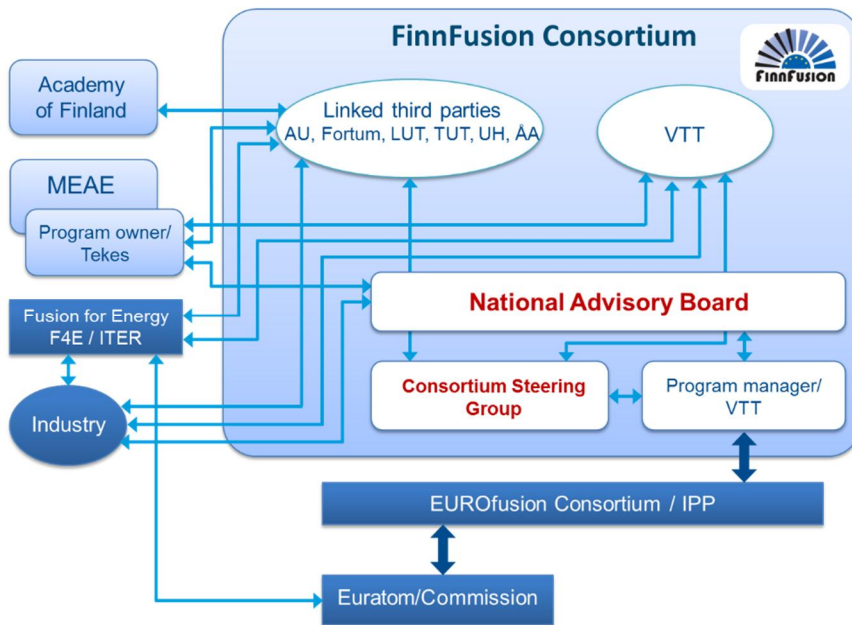 FinnFusion Consortium
FinnFusion
Academy
of Finland
Linked third parties
AU, Fortum, LUT, TUT, UH, ÅA
VTT
MEAE
Program owner/
Tekes
National Advisory Board
Fusion for Energy
F4E / ITER
Consortium Steering
Group
Program manager/
VTT
Industry
EUROfusion Consortium / IPP
Euratom/Commission